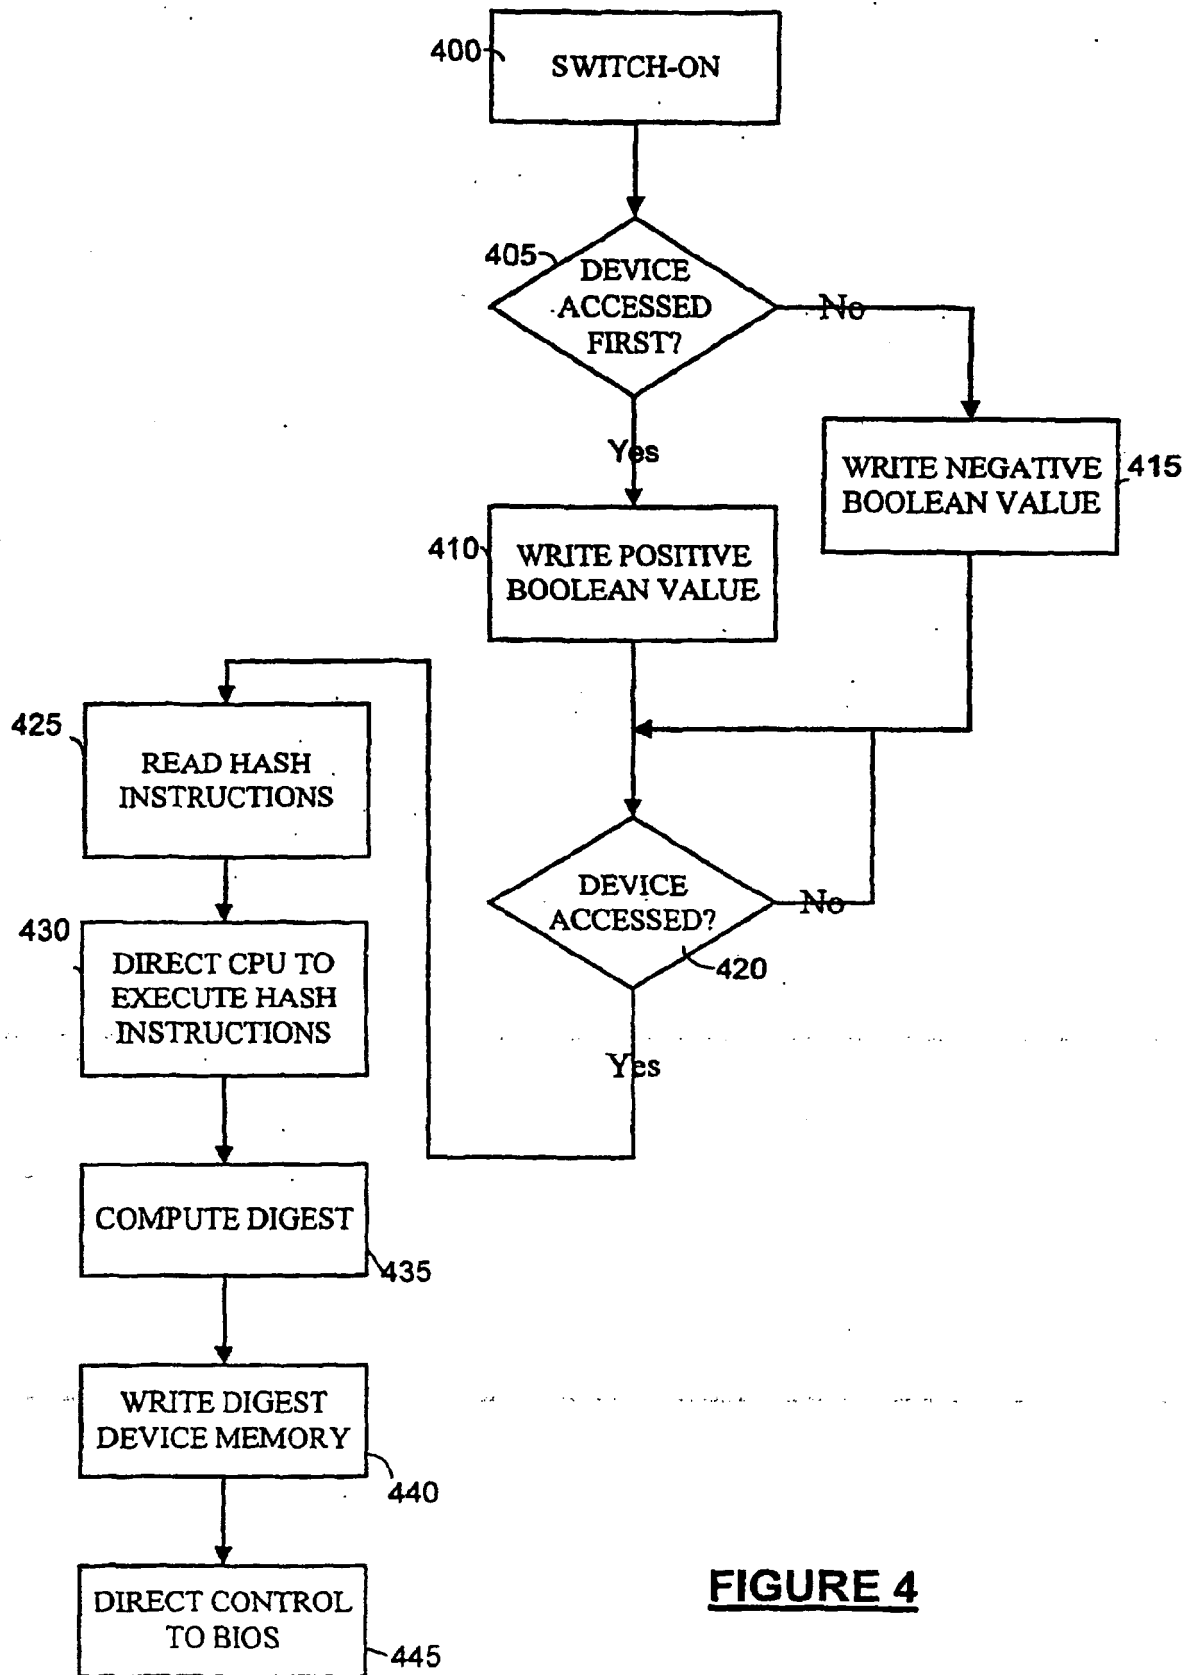 400
SWITCH-ON
405
DEVICE
ACCESSED
FIRST?
No
Yes
WRITE NEGATIVE
BOOLEAN VALUE
415
410
WRITE POSITIVE
BOOLEAN VALUE
425
READ HASH
INSTRUCTIONS
DEVICE
ACCESSED?
No
420
430
DIRECT CPU TO
EXECUTE HASH
INSTRUCTIONS
Yes
COMPUTE DIGEST
435
WRITE DIGEST
DEVICE MEMORY
440
DIRECT CONTROL
TO BIOS
445
FIGURE 4